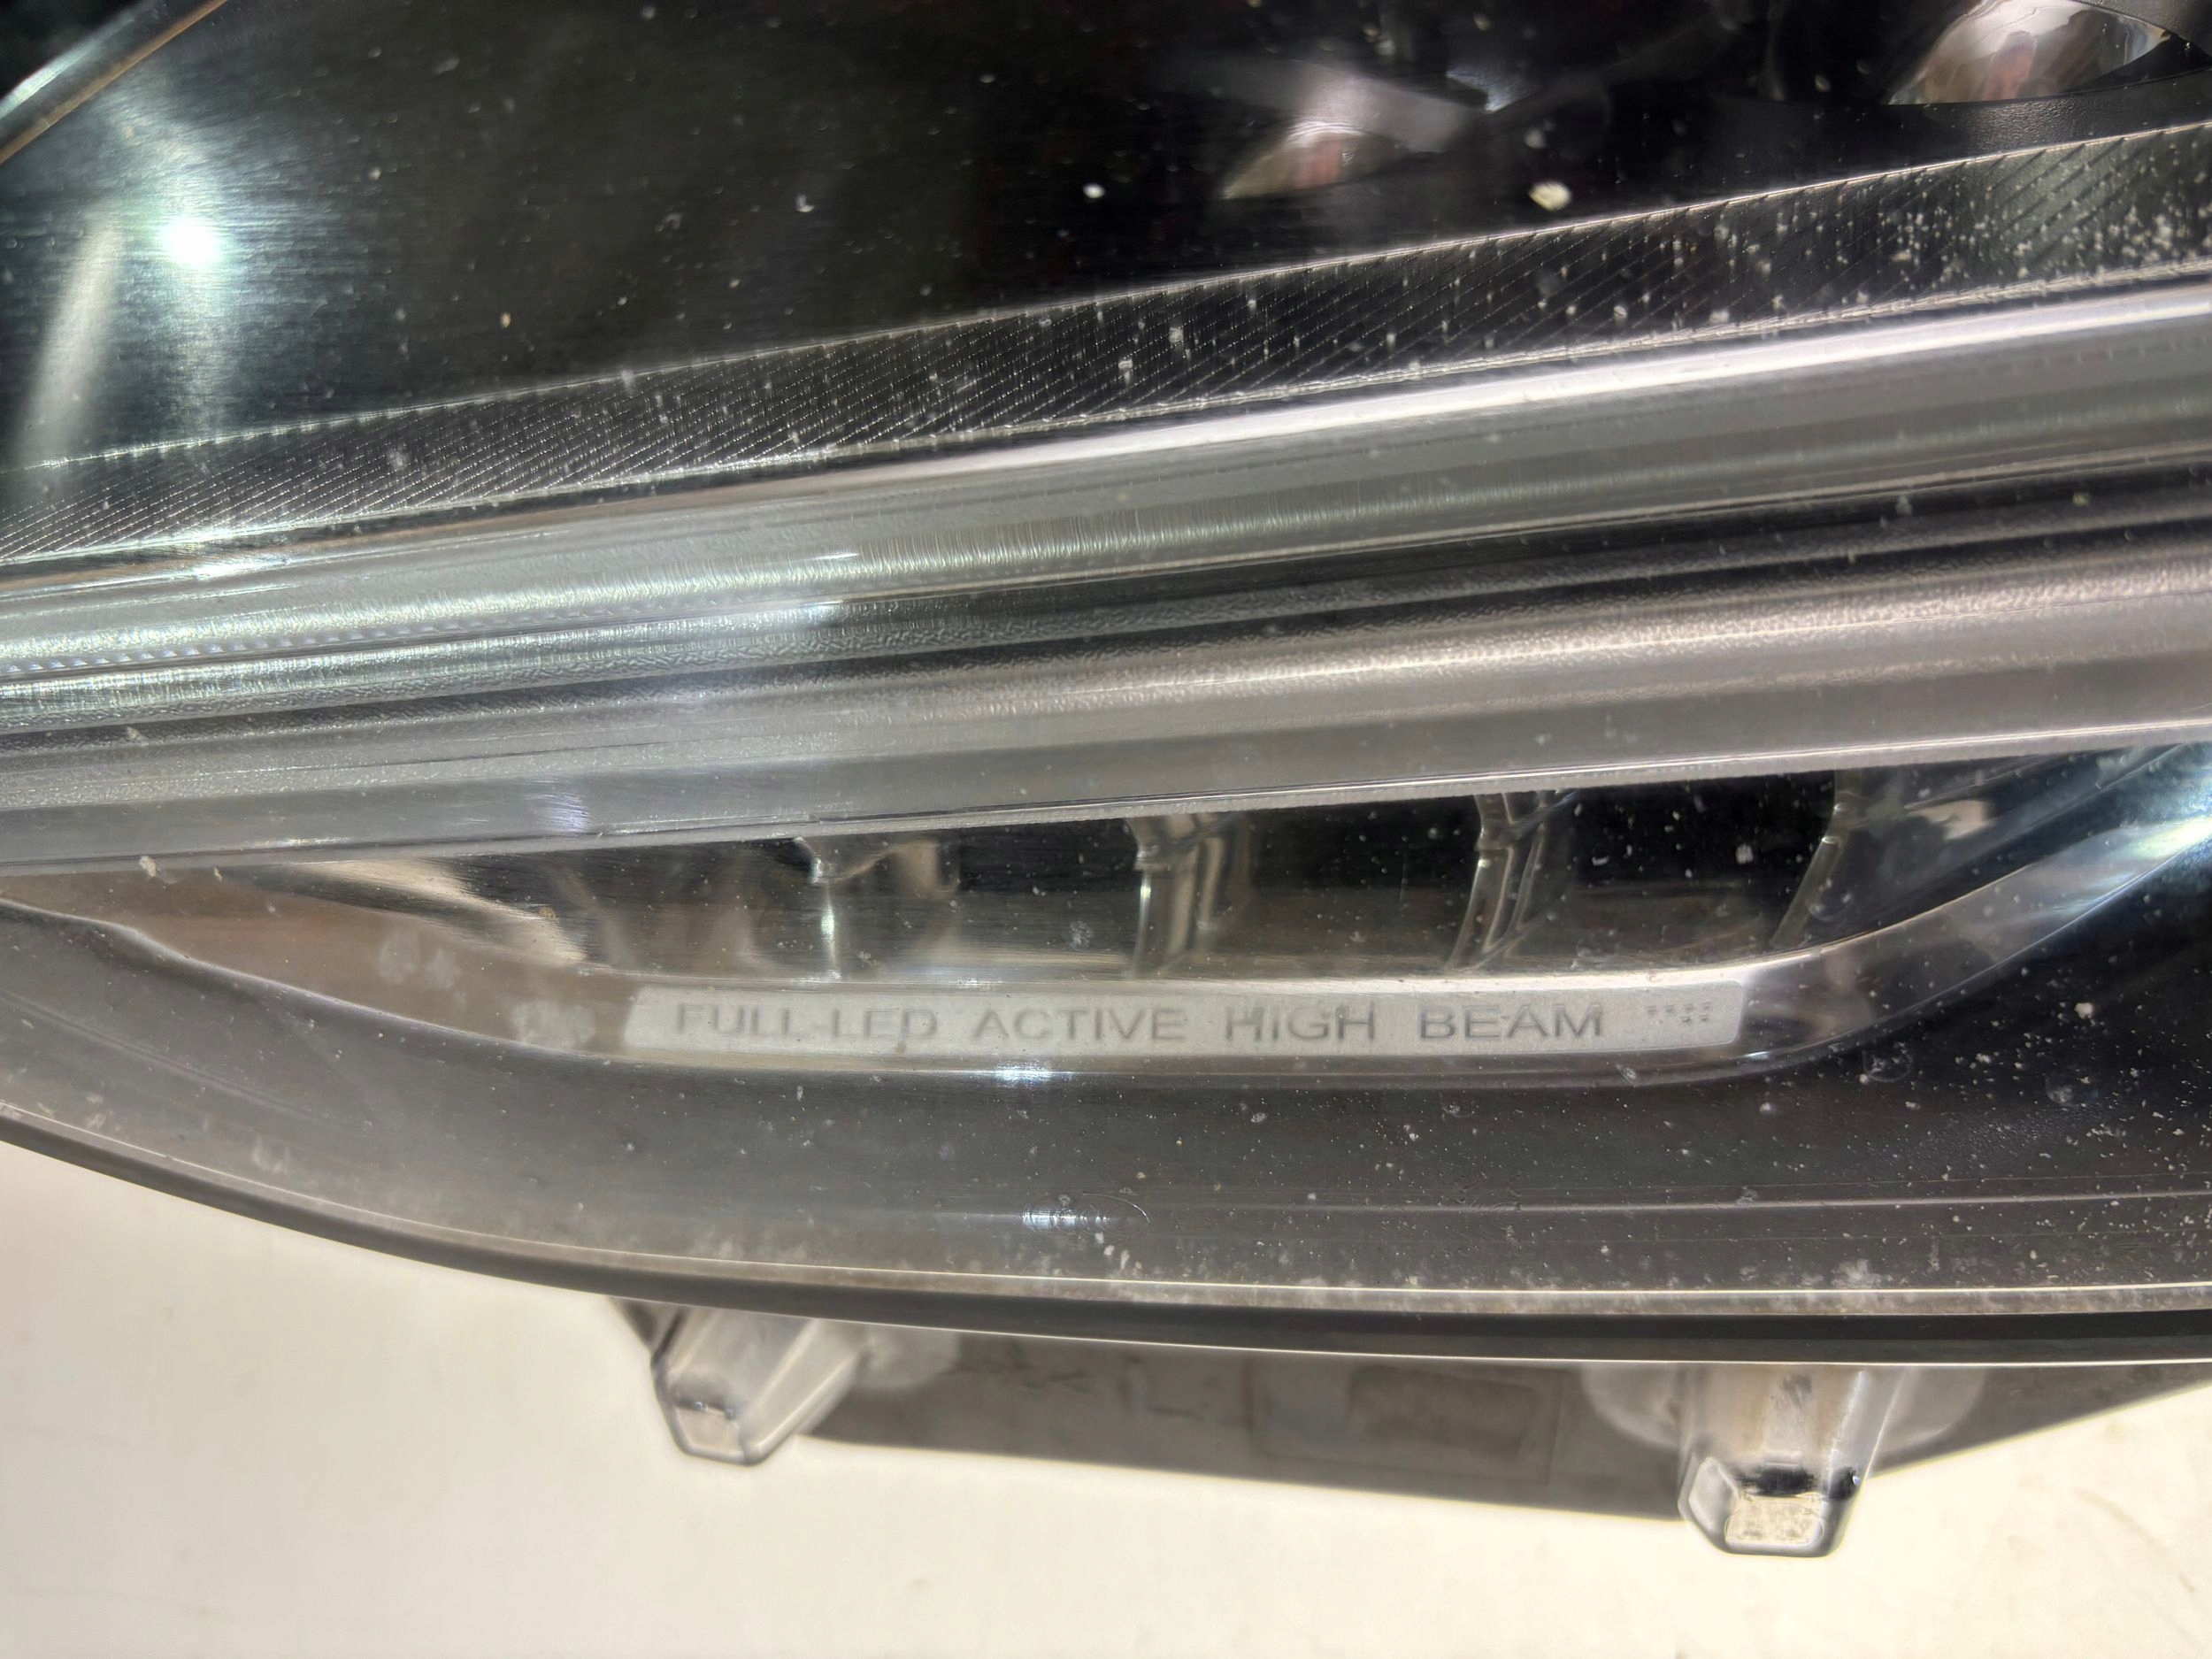 FULL-LED ACTIVE HIGH BEAM